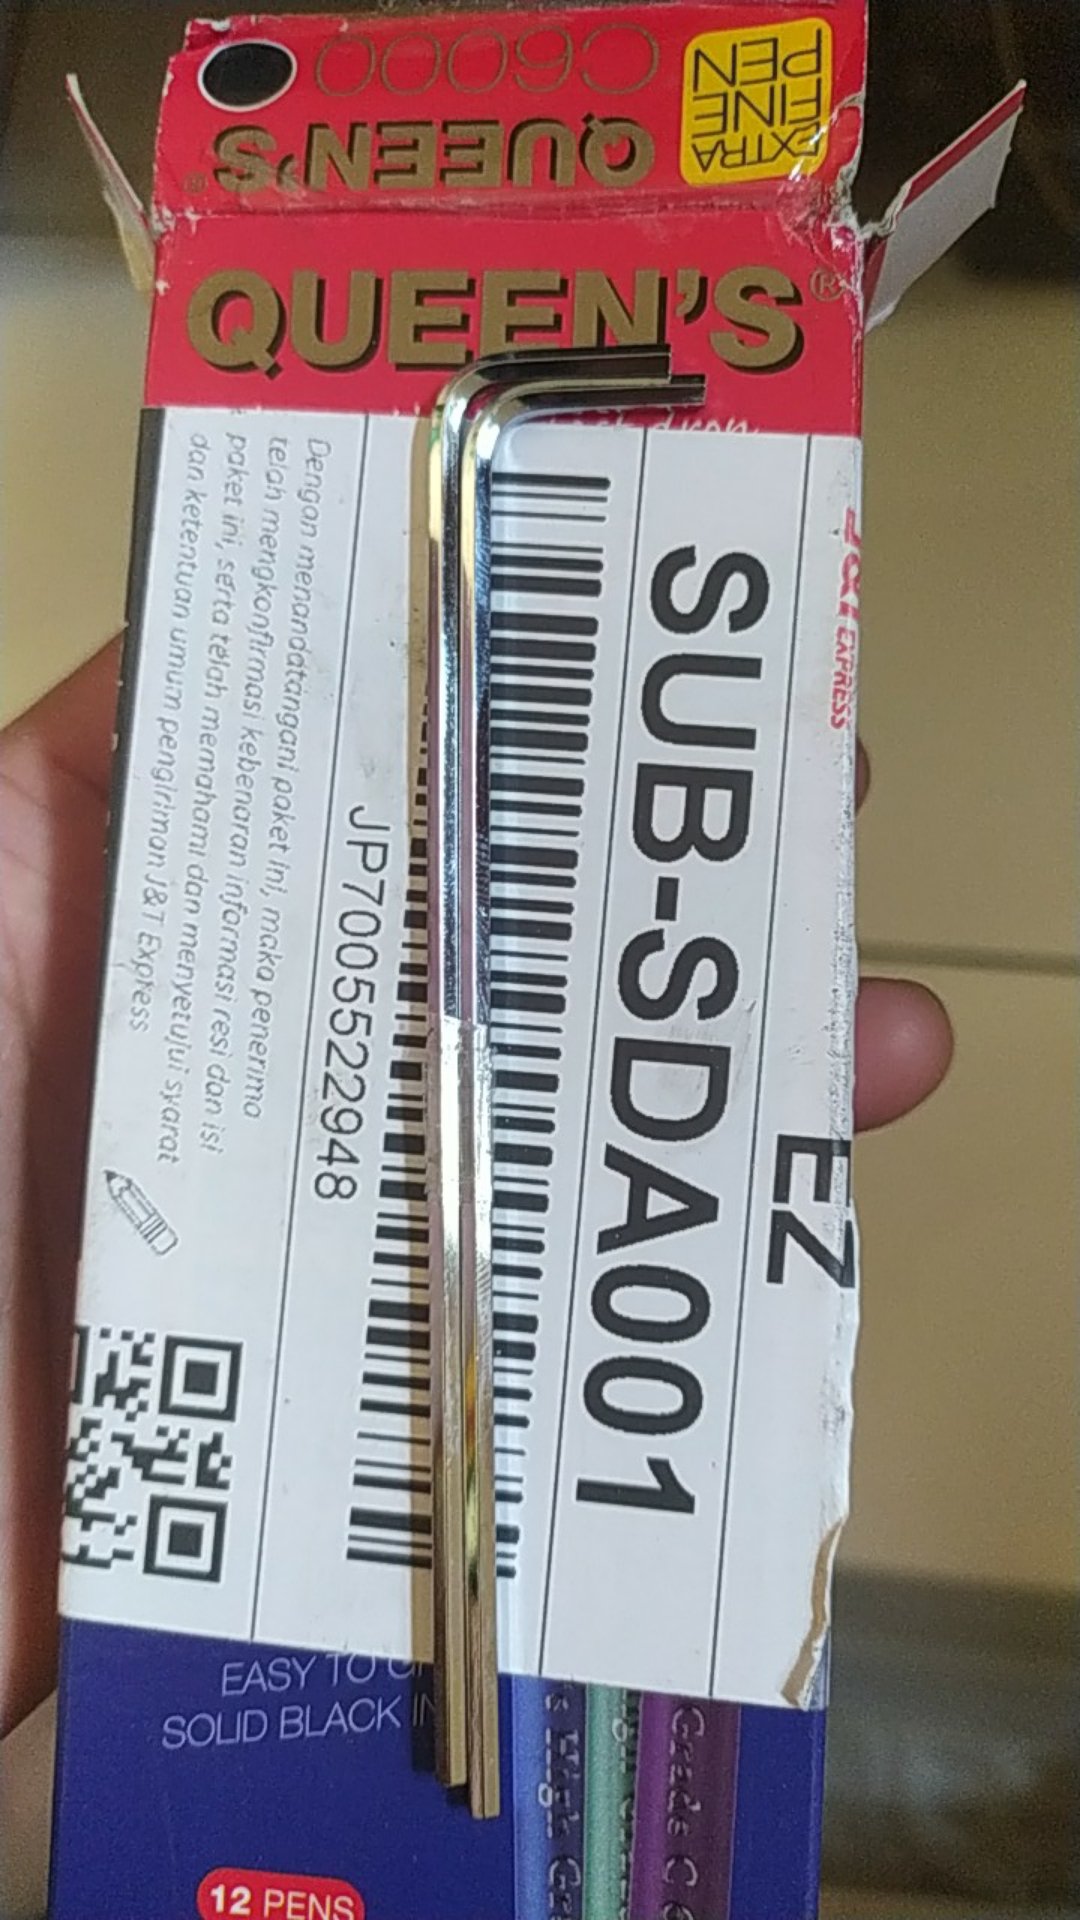 C6000
QUEEN'S®
EXTRA
FINE
PEN
QUEEN'S®
EXPRESS
EZ
SUB-SDA001
JP7005522948
Dengan menandatangani paket ini, maka penerima
telah mengkonfirmasi kebenaran informasi resi dan isi
paket ini, serta telah memahami dan menyetujui syarat
dan ketentuan umum pengiriman J&T Express
EASY TO
SOLID BLACK
12 PENS
High
Grade C